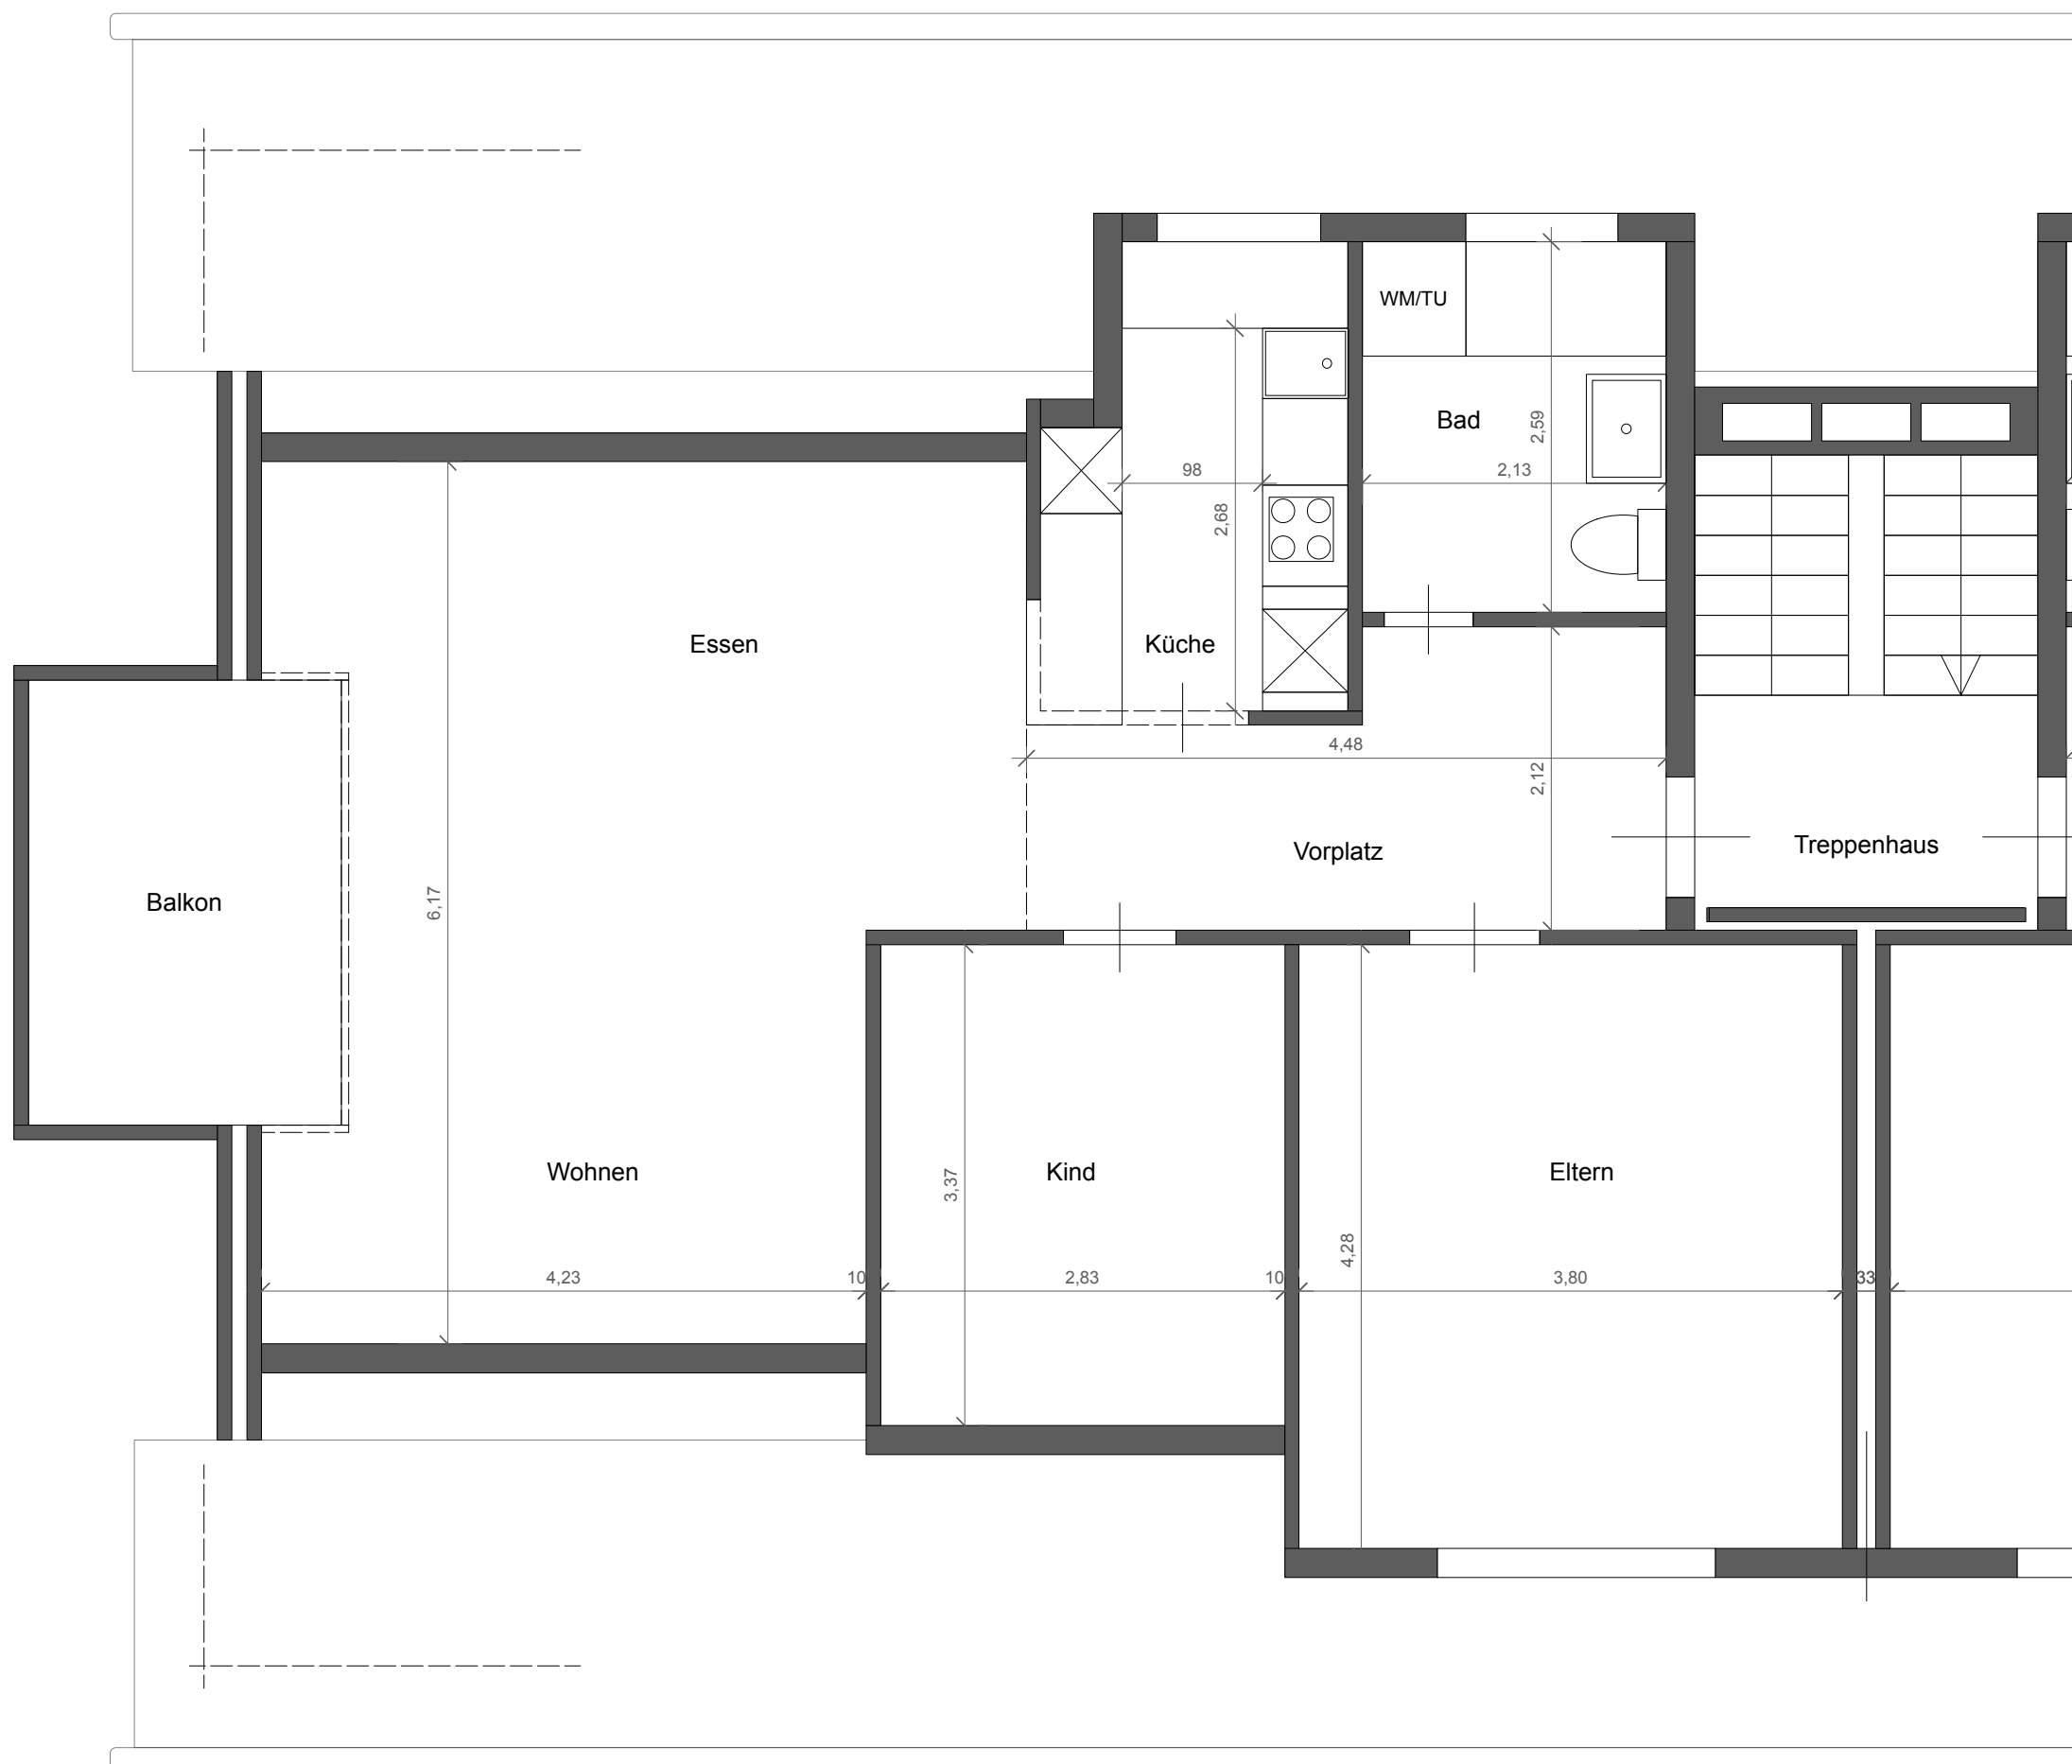 WM/TU
Bad
2,59
98
2,13
2,68
Essen
Küche
4,48
2,12
Vorplatz
Treppenhaus
Balkon
6,17
Wohnen
Kind
Eltern
3,37
4,28
4,23
10
2,83
10
3,80
33